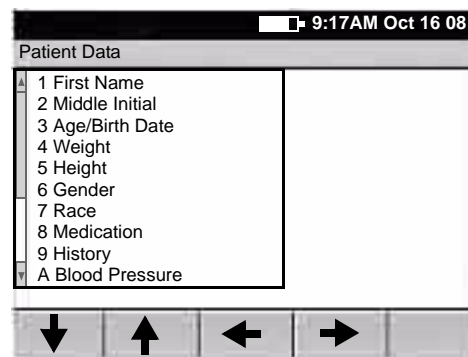 9:17AM Oct 16 08
Patient Data
1 First Name
2 Middle Initial
3 Age/Birth Date
4 Weight
5 Height
6 Gender
7 Race
8 Medication
9 History
A Blood Pressure